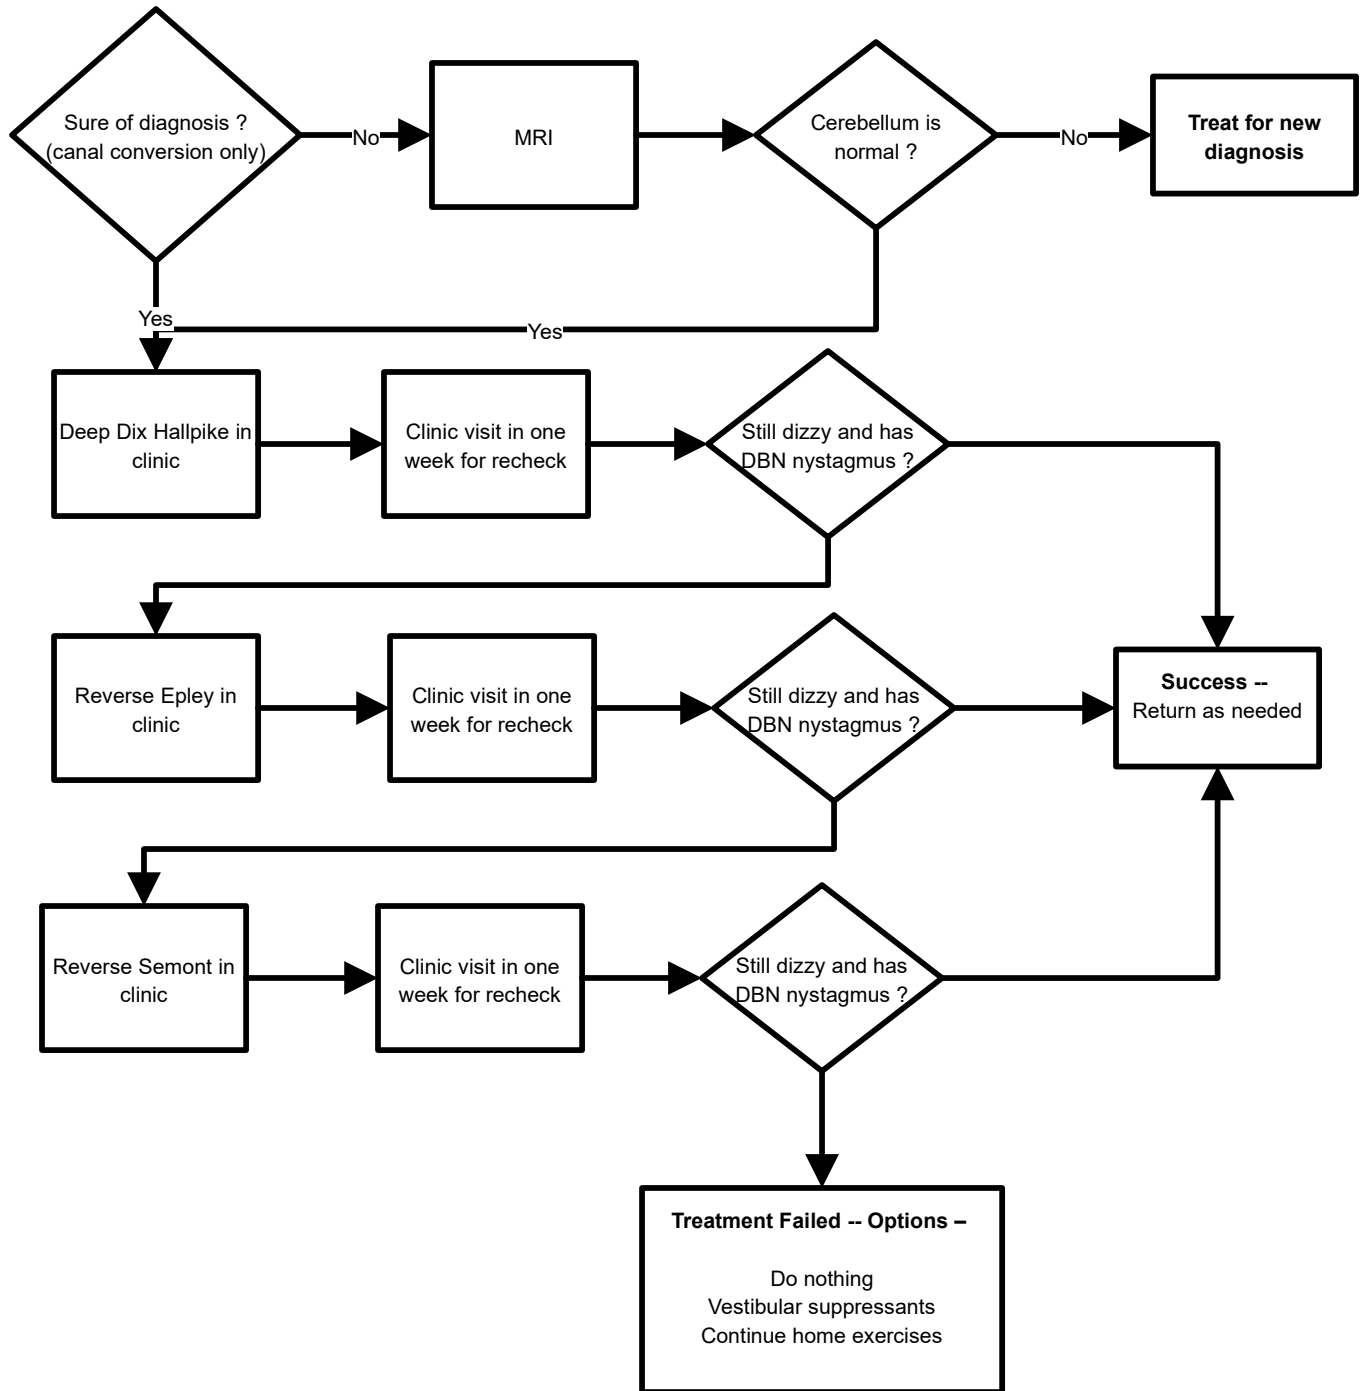 Sure of diagnosis ?
(canal conversion only)
No
MRI
Cerebellum is
normal ?
No
Treat for new
diagnosis
Yes
Yes
Deep Dix Hallpike in
clinic
Clinic visit in one
week for recheck
Still dizzy and has
DBN nystagmus ?
Reverse Epley in
clinic
Clinic visit in one
week for recheck
Still dizzy and has
DBN nystagmus ?
Success --
Return as needed
Reverse Semont in
clinic
Clinic visit in one
week for recheck
Still dizzy and has
DBN nystagmus ?
Treatment Failed -- Options –
Do nothing
Vestibular suppressants
Continue home exercises